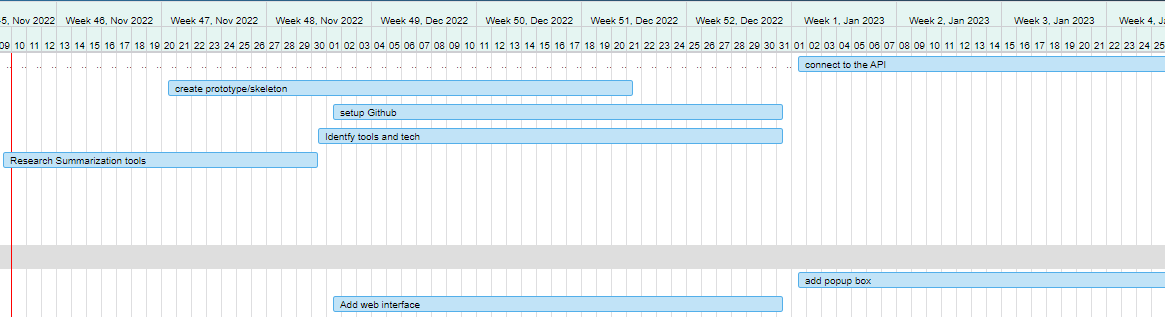 -5, Nov 2022 Week 46, Nov 2022 Week 47, Nov 2022 Week 48, Nov 2022 Week 49, Dec 2022 Week 50, Dec 2022 Week 51, Dec 2022 Week 52, Dec 2022 Week 1, Jan 2023 Week 2, Jan 2023 Week 3, Jan 2023 Week 4, J
09 10 11 12 13 14 15 16 17 18 19 20 21 22 23 24 25 26 27 28 29 30 01 02 03 04 05 06 07 08 09 10 11 12 13 14 15 16 17 18 19 20 21 22 23 24 25 26 27 28 29 30 31 01 02 03 04 05 06 07 08 09 10 11 12 13 14 15 16 17 18 19 20 21 22 23 24 25
connect to the API
create prototype/skeleton
setup Github
Identfy tools and tech
Research Summarization tools
add popup box
Add web interface